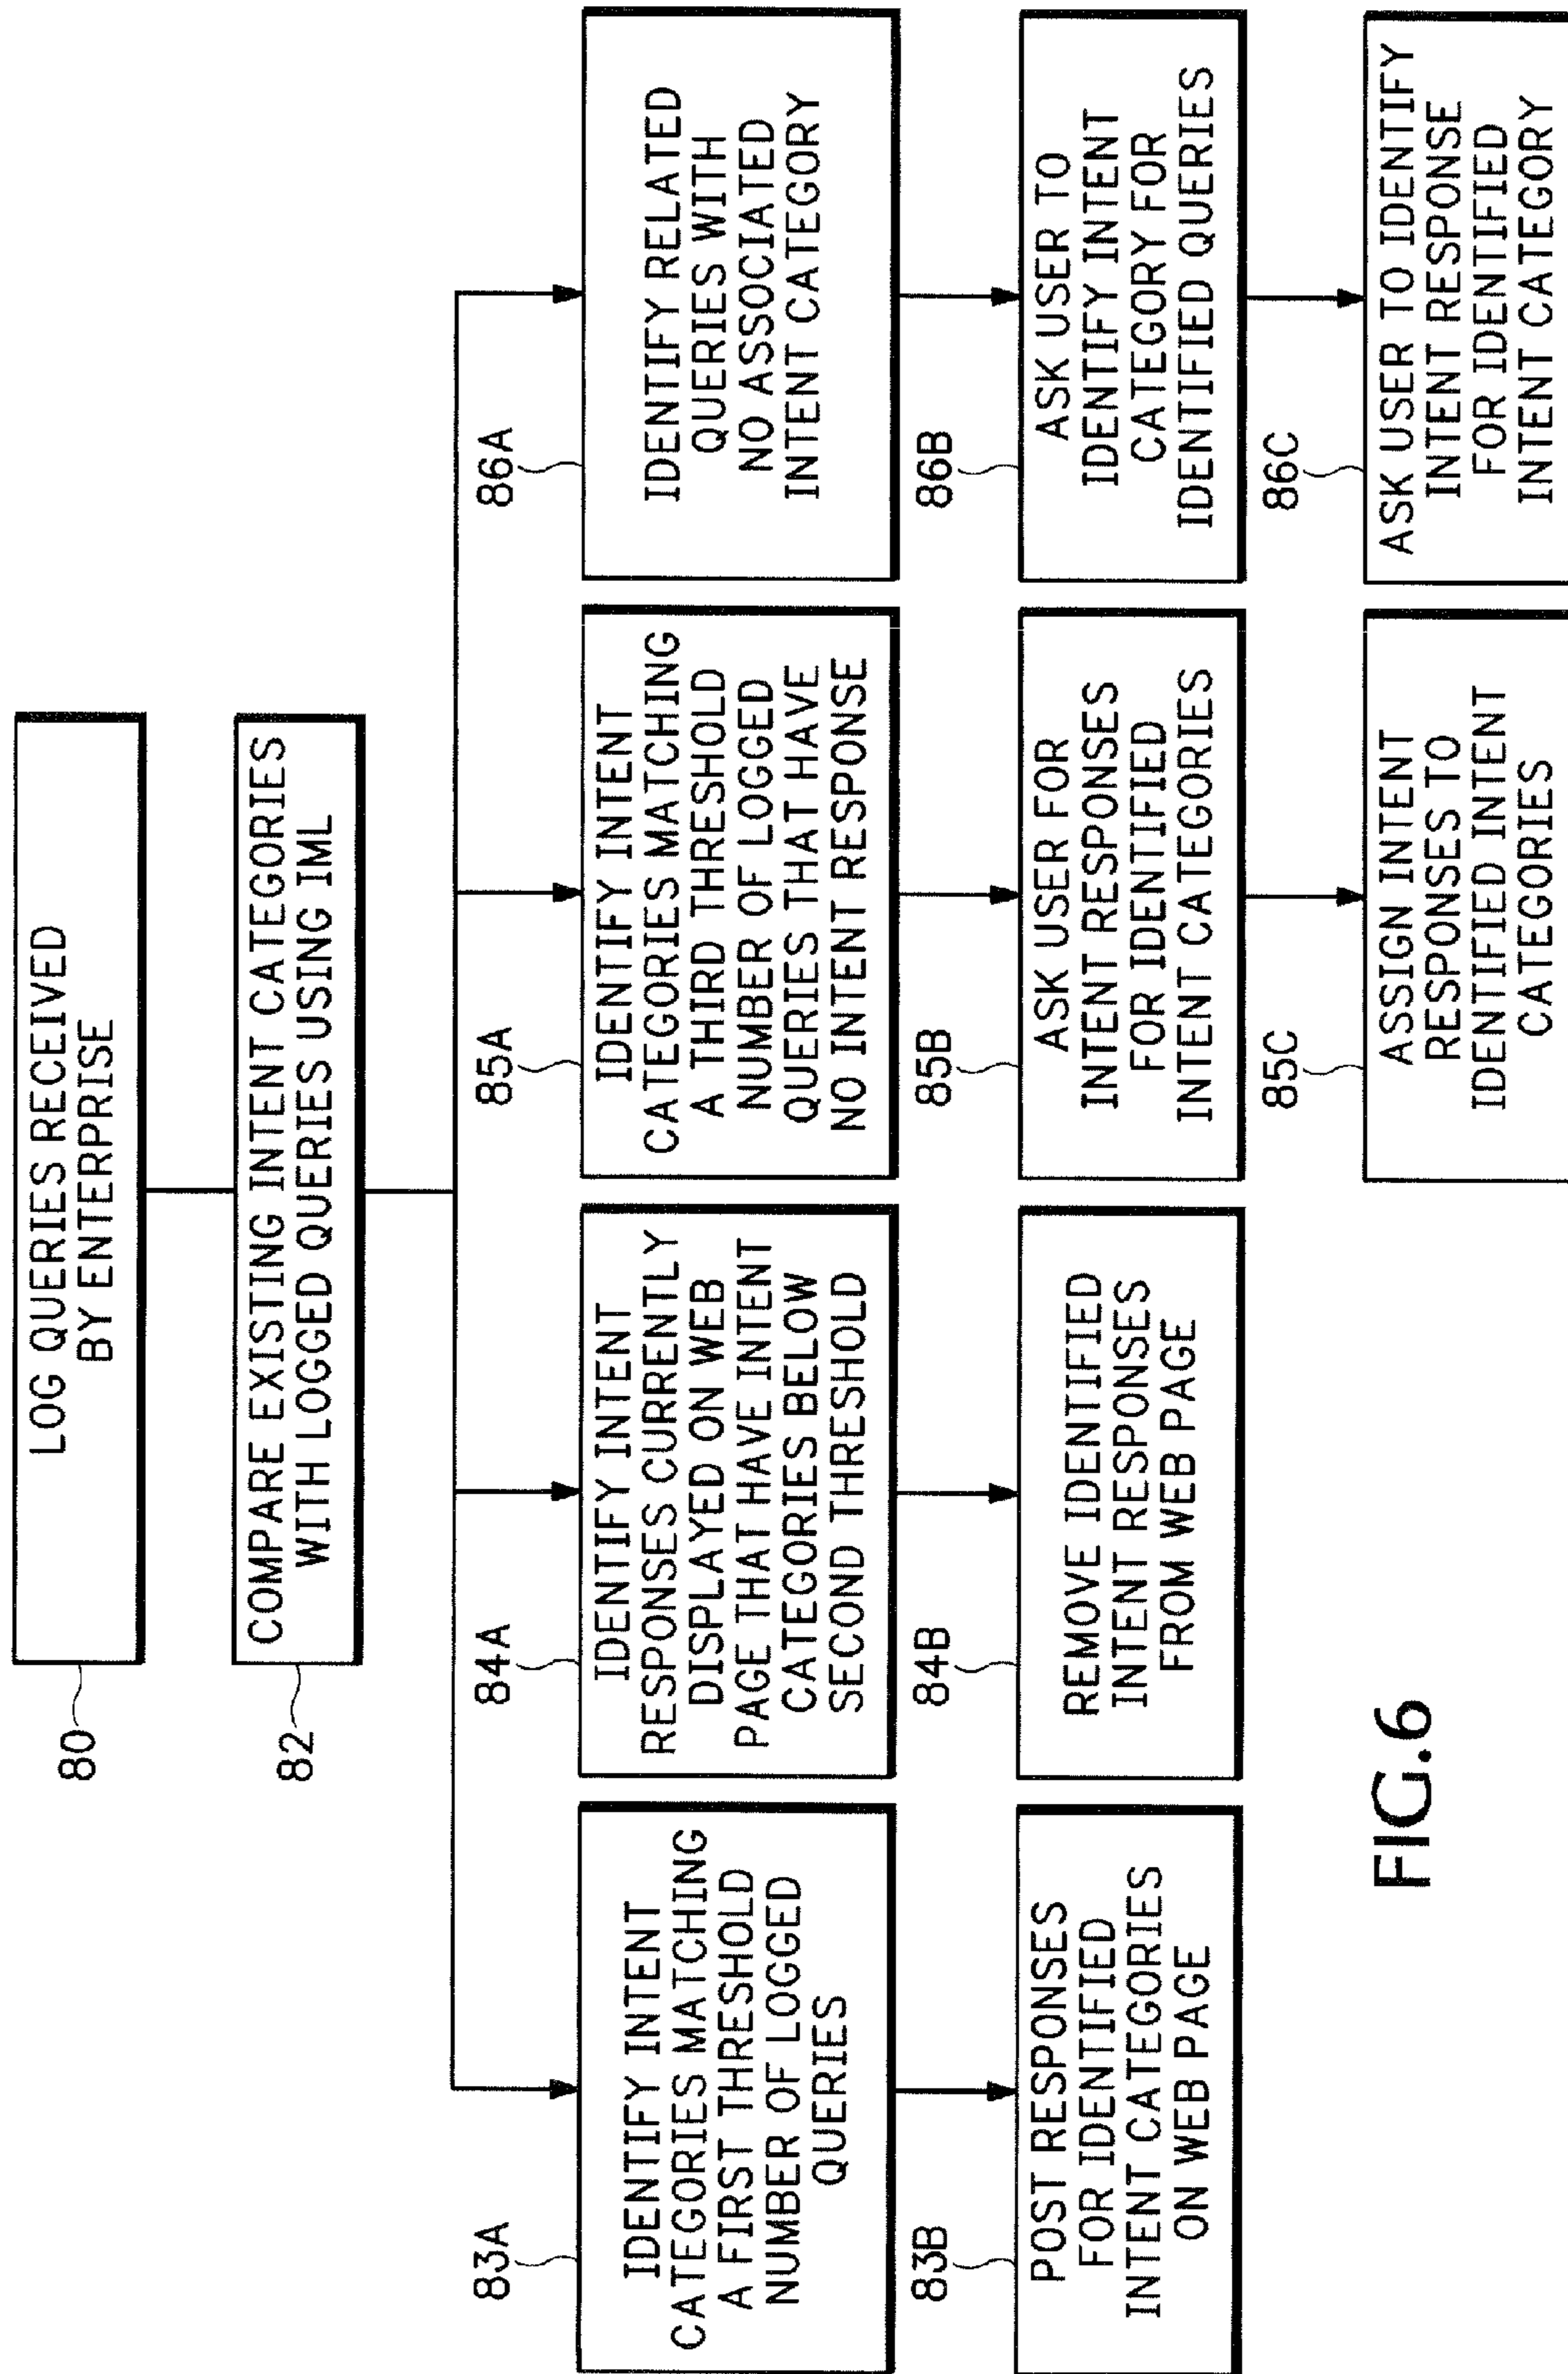 80
LOG QUERIES RECEIVED
BY ENTERPRISE
82
COMPARE EXISTING INTENT CATEGORIES
WITH LOGGED QUERIES USING IML
83A
IDENTIFY INTENT
CATEGORIES MATCHING
A FIRST THRESHOLD
NUMBER OF LOGGED
QUERIES
83B
POST RESPONSES
FOR IDENTIFIED
INTENT CATEGORIES
ON WEB PAGE
84A
IDENTIFY INTENT
RESPONSES CURRENTLY
DISPLAYED ON WEB
PAGE THAT HAVE INTENT
CATEGORIES BELOW
SECOND THRESHOLD
84B
REMOVE IDENTIFIED
INTENT RESPONSES
FROM WEB PAGE
85A
IDENTIFY INTENT
CATEGORIES MATCHING
A THIRD THRESHOLD
NUMBER OF LOGGED
QUERIES THAT HAVE
NO INTENT RESPONSE
85B
ASK USER FOR
INTENT RESPONSES
FOR IDENTIFIED
INTENT CATEGORIES
85C
ASSIGN INTENT
RESPONSES TO
IDENTIFIED INTENT
CATEGORIES
86A
IDENTIFY RELATED
QUERIES WITH
NO ASSOCIATED
INTENT CATEGORY
86B
ASK USER TO
IDENTIFY INTENT
CATEGORY FOR
IDENTIFIED QUERIES
86C
ASK USER TO IDENTIFY
INTENT RESPONSE
FOR IDENTIFIED
INTENT CATEGORY
FIG.6